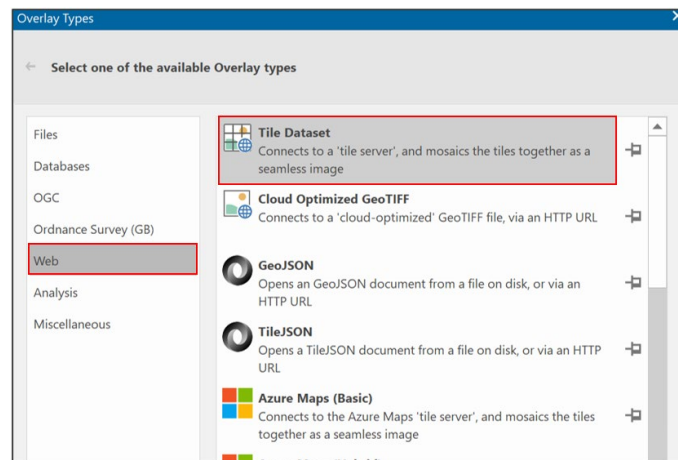 Overlay Types
Select one of the available Overlay types
Files
Databases
OGC
Ordnance Survey (GB)
Web
Analysis
Miscellaneous
Tile Dataset
Connects to a 'tile server', and mosaics the tiles together as a
seamless image
Cloud Optimized GeoTIFF
Connects to a 'cloud-optimized' GeoTIFF file, via an HTTP URL
GeoJSON
Opens an GeoJSON document from a file on disk, or via an
HTTP URL
TileJSON
Opens a TileJSON document from a file on disk, or via an HTTP
URL
Azure Maps (Basic)
Connects to the Azure Maps 'tile server', and mosaics the tiles
together as a seamless image